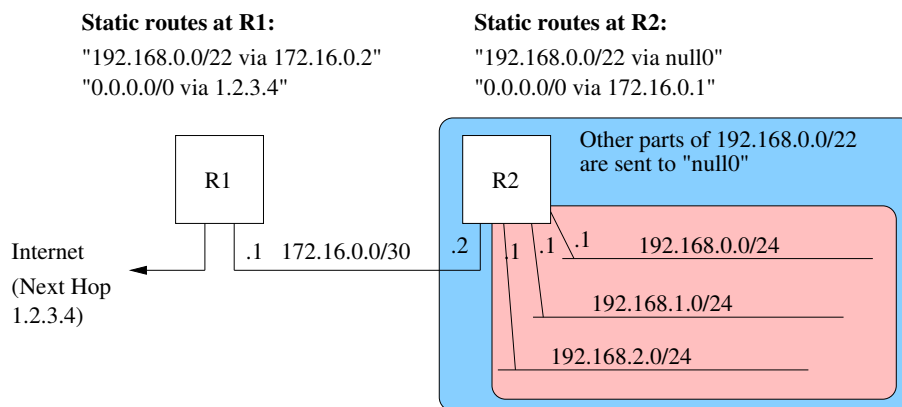 Static routes at R1:
"192.168.0.0/22 via 172.16.0.2"
"0.0.0.0/0 via 1.2.3.4"
Static routes at R2:
"192.168.0.0/22 via null0"
"0.0.0.0/0 via 172.16.0.1"
Other parts of 192.168.0.0/22
are sent to "null0"
R1
R2
Internet
(Next Hop
1.2.3.4)
.1
172.16.0.0/30
.2
.1
.1
.1
192.168.0.0/24
192.168.1.0/24
192.168.2.0/24